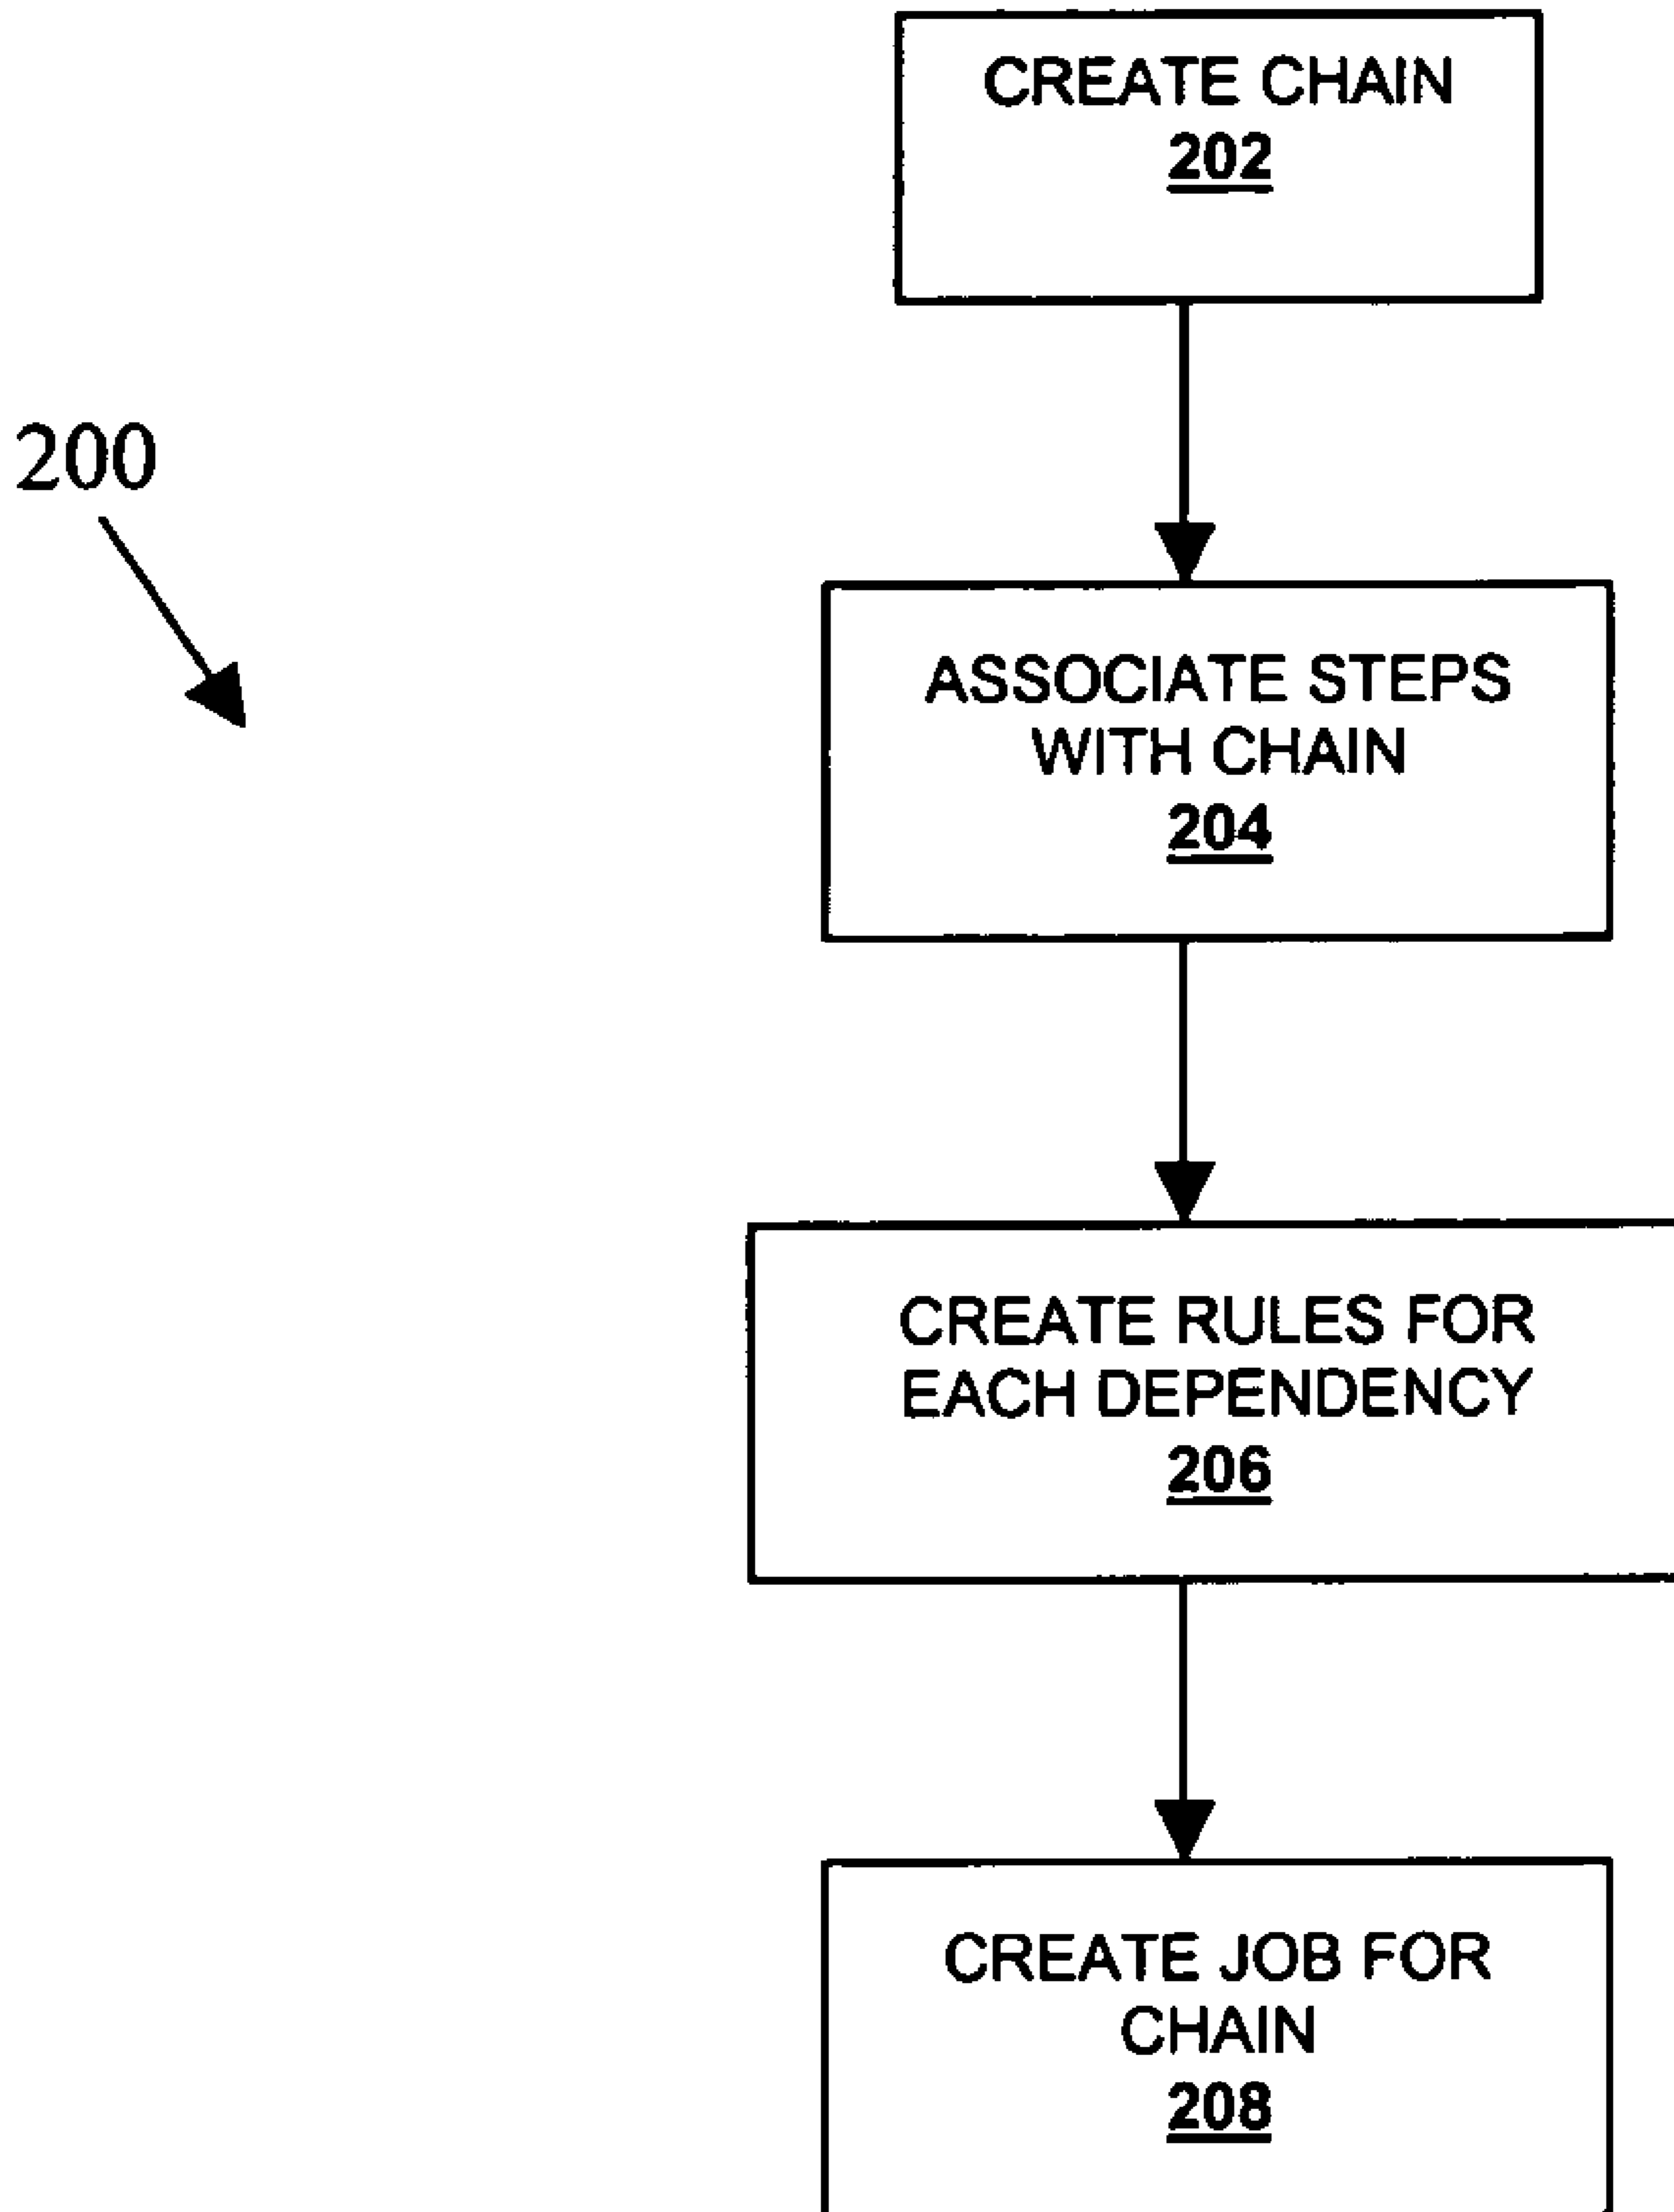 CREATE CHAIN
202
200
ASSOCIATE STEPS
WITH CHAIN
204
CREATE RULES FOR
EACH DEPENDENCY
206
CREATE JOB FOR
CHAIN
208